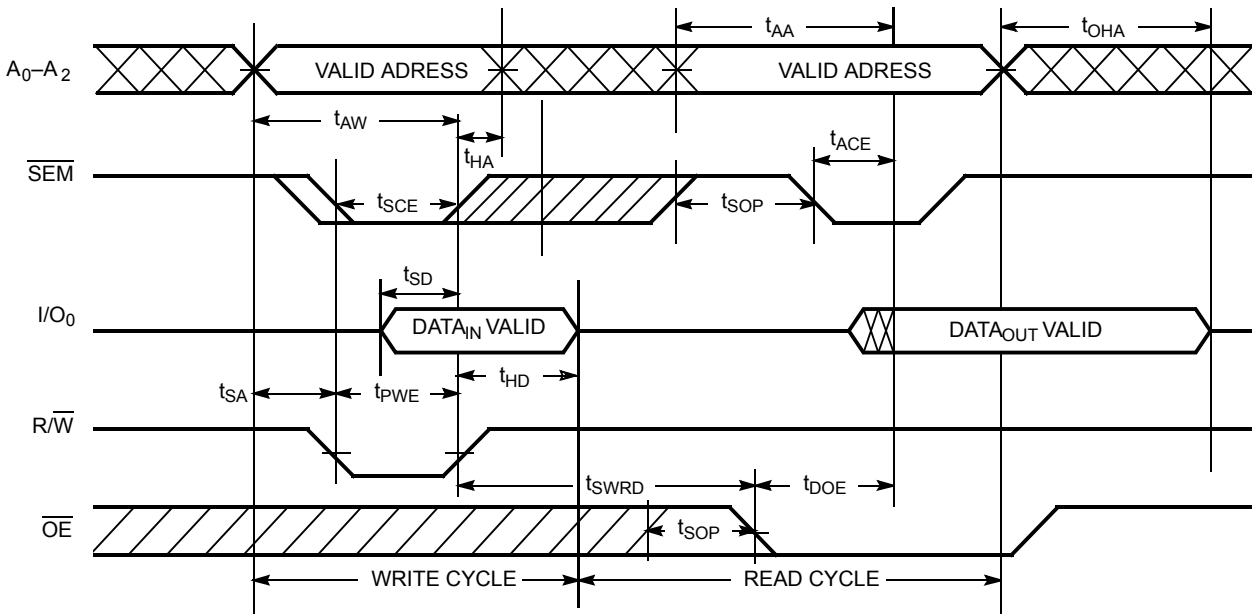 tAA
tOHA
A0–A2
VALID ADRESS
VALID ADRESS
tAW
tHA
tACE
SEM
tSCE
tSOP
tSD
I/O0
DATAIN VALID
DATAOUT VALID
tHD
tSA
tPWE
R/W
tSWRD
tDOE
OE
tSOP
WRITE CYCLE
READ CYCLE